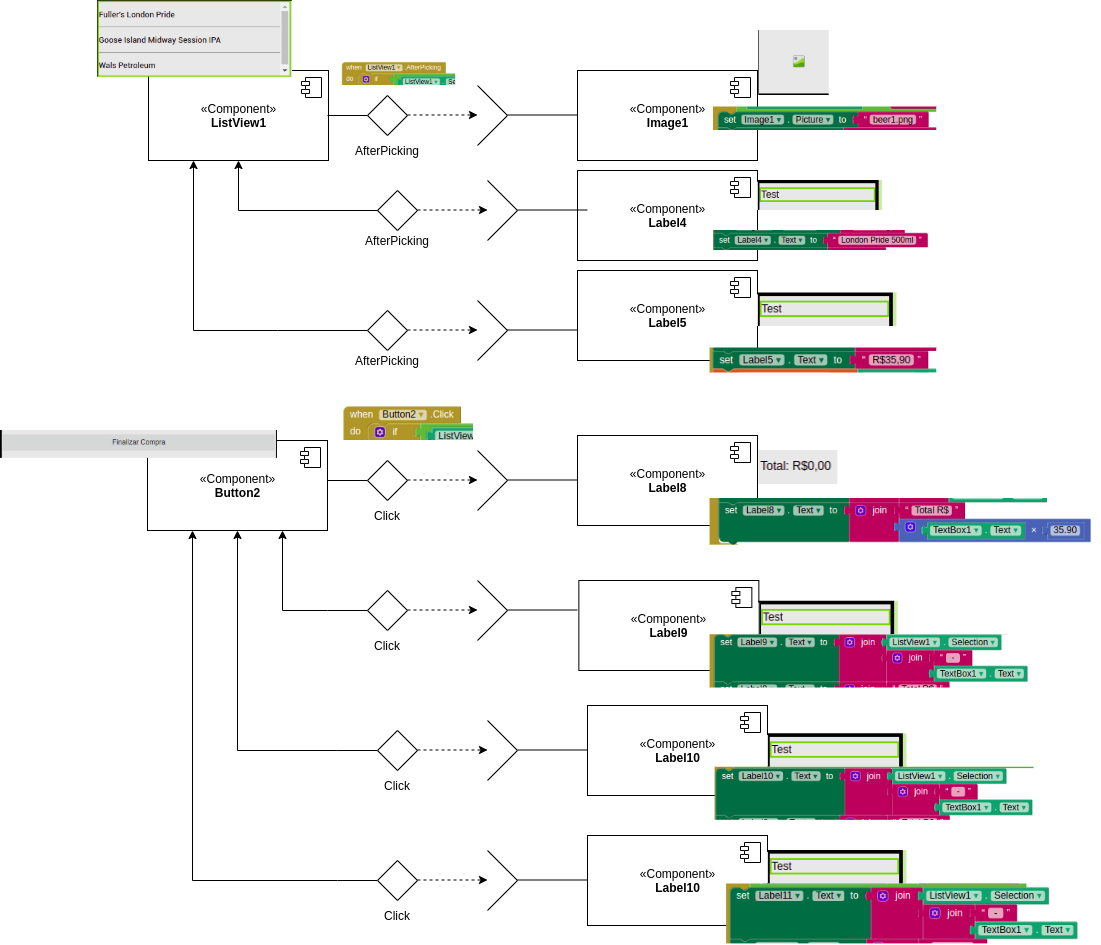 Fuller's London Pride
Goose Island Midway Session IPA
Wals Petroleum
«Component»
ListView1
when ListView1 .AfterPicking
do if ListView1 .
AfterPicking
«Component»
Image1
set Image1 . Picture to " beer1.png "
AfterPicking
«Component»
Label4
Test
set Label4 . Text to " London Pride 500ml "
AfterPicking
«Component»
Label5
Test
set Label5 . Text to " R$35,90 "
Finalizar Compra
«Component»
Button2
when Button2 .Click
do if ListView
Click
«Component»
Label8
Total: R$0,00
set Label8 . Text to join " Total R$ "
TextBox1 . Text × 35.90
Click
«Component»
Label9
Test
set Label9 . Text to join ListView1 . Selection
join " - "
TextBox1 . Text
Click
«Component»
Label10
Test
set Label10 . Text to join ListView1 . Selection
join " - "
TextBox1 . Text
Click
«Component»
Label10
Test
set Label11 . Text to join ListView1 . Selection
join " - "
TextBox1 . Text